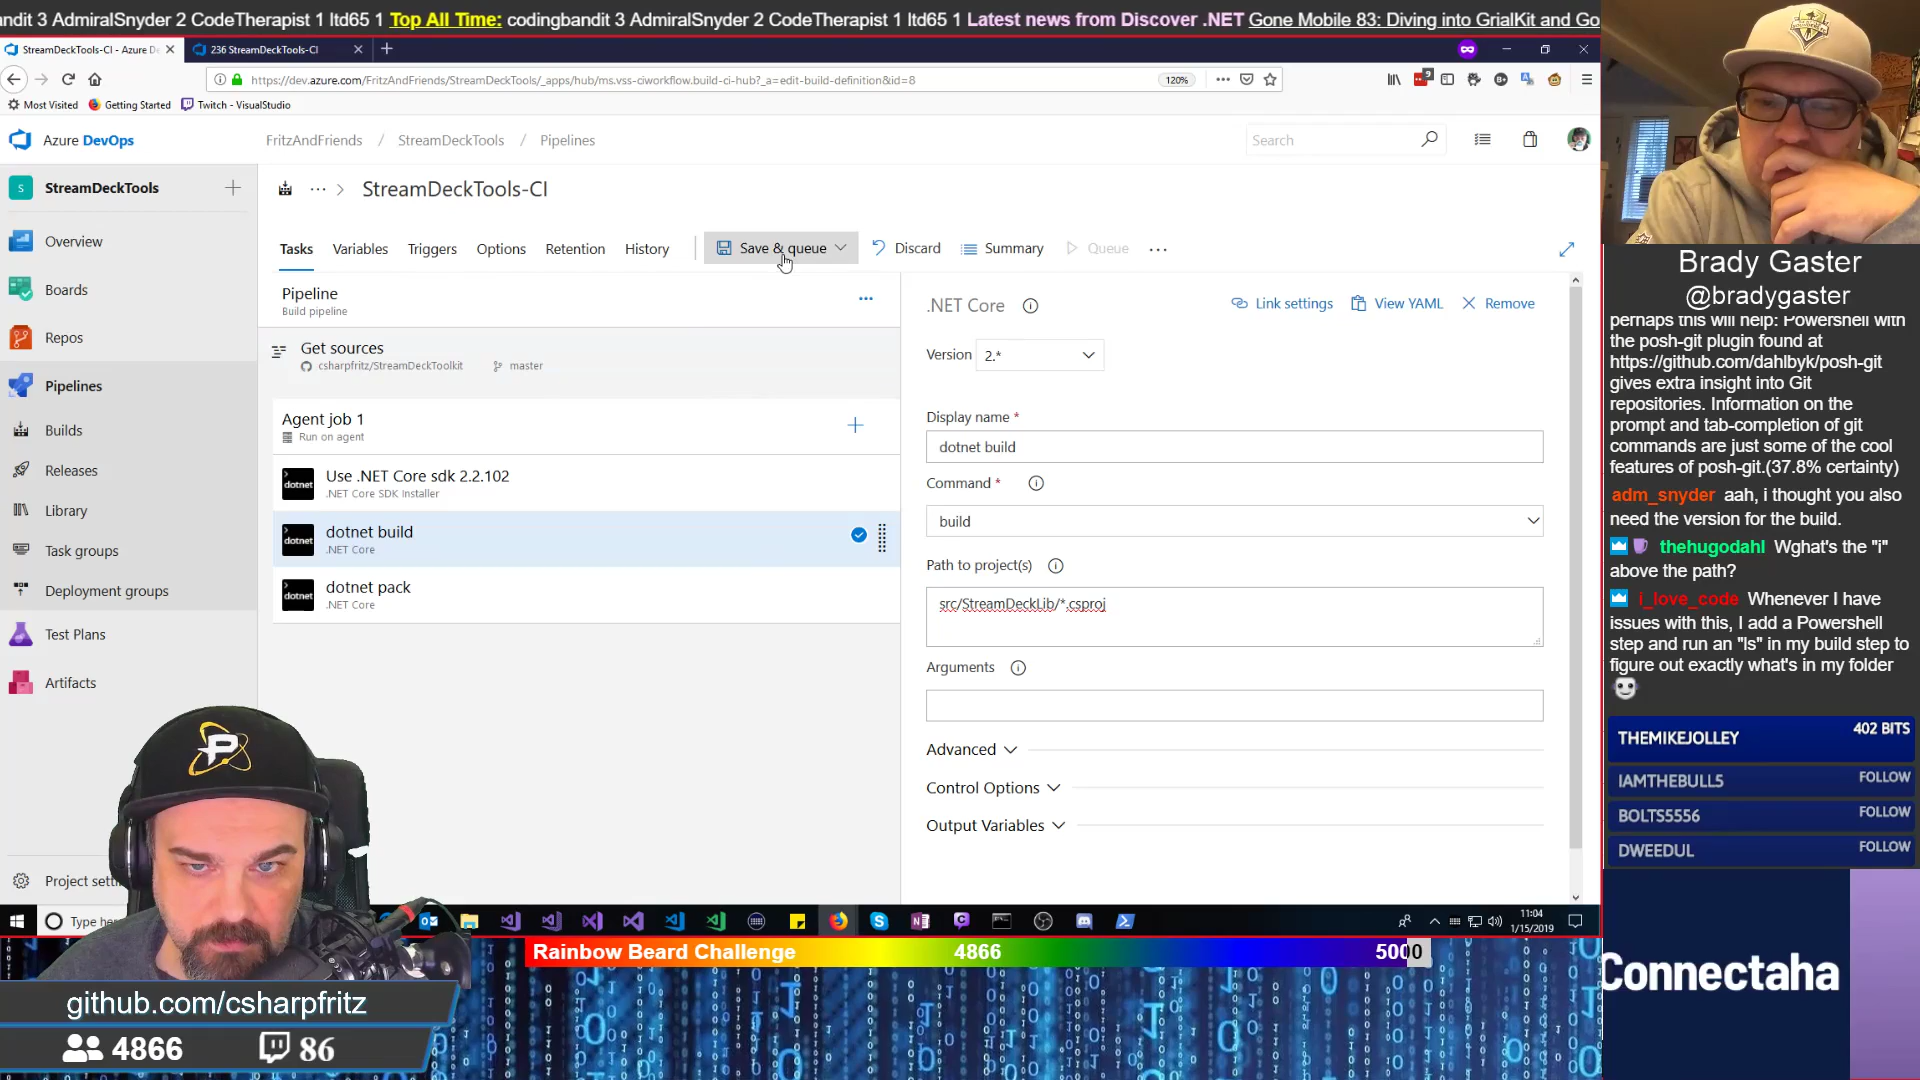 andit 3 AdmiralSnyder 2 CodeTherapist 1 ltd65 1 Top All Time: codingbandit 3 AdmiralSnyder 2 CodeTherapist 1 ltd65 1 Latest news from Discover .NET Gone Mobile 83: Diving into GrialKit and Go
StreamDeckTools-CI - Azure De
236 StreamDeckTools-CI
https://dev.azure.com/FritzAndFriends/StreamDeckTools/_apps/hub/ms.vss-ciworkflow.build-ci-hub?_a=edit-build-definition&id=8
120%
Most Visited
Getting Started
Twitch - VisualStudio
Azure DevOps
FritzAndFriends / StreamDeckTools / Pipelines
Search
S
StreamDeckTools
Overview
Boards
Repos
Pipelines
Builds
Releases
Library
Task groups
Deployment groups
Test Plans
Artifacts
Project sett
StreamDeckTools-CI
Tasks
Variables
Triggers
Options
Retention
History
Save & queue
Discard
Summary
Queue
Pipeline
Build pipeline
Get sources
csharpfritz/StreamDeckToolkit
master
Agent job 1
Run on agent
dotnet
Use .NET Core sdk 2.2.102
.NET Core SDK Installer
dotnet
dotnet build
.NET Core
dotnet
dotnet pack
.NET Core
.NET Core
Link settings
View YAML
Remove
Version
2.*
Display name *
dotnet build
Command *
build
Path to project(s)
src/StreamDeckLib/*.csproj
Arguments
Advanced
Control Options
Output Variables
Type her
11:04
1/15/2019
Brady Gaster
@bradygaster
perhaps this will help: Powershell with
the posh-git plugin found at
https://github.com/dahlbyk/posh-git
gives extra insight into Git
repositories. Information on the
prompt and tab-completion of git
commands are just some of the cool
features of posh-git.(37.8% certainty)
adm_snyder aah, i thought you also
need the version for the build.
thehugodahl Wghat's the "i"
above the path?
i_love_code Whenever I have
issues with this, I add a Powershell
step and run an "ls" in my build step to
figure out exactly what's in my folder
THEMIKEJOLLEY 402 BITS
IAMTHEBULL5 FOLLOW
BOLTS5556 FOLLOW
DWEEDUL FOLLOW
Connectaha
Rainbow Beard Challenge 4866 5000
github.com/csharpfritz
4866
86